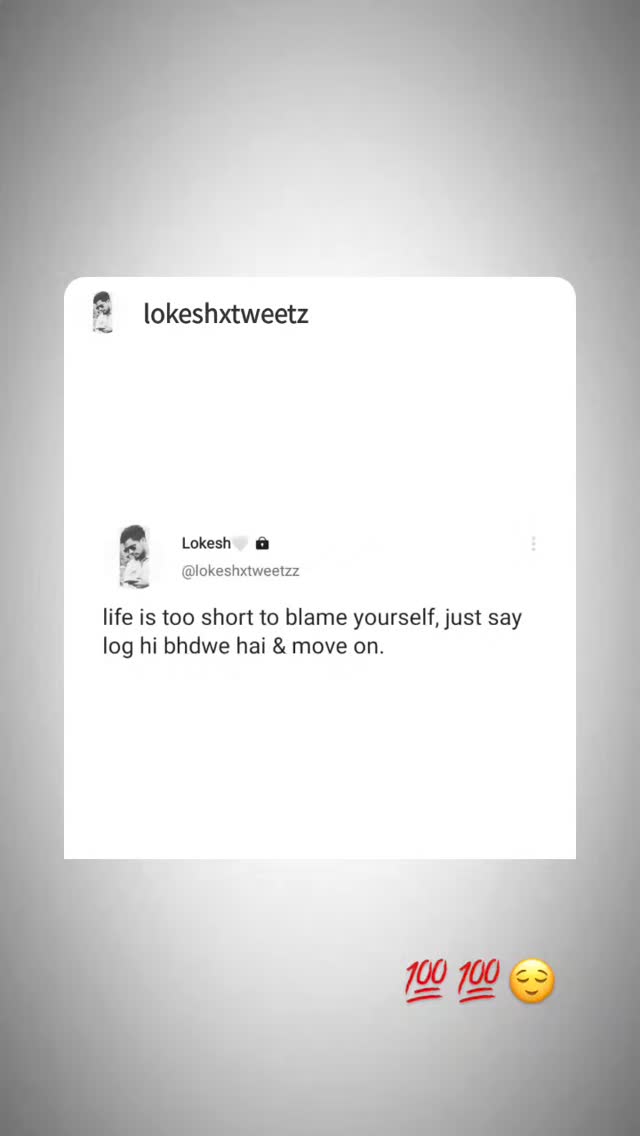 lokeshxtweetz
Lokesh🤍 🔒
@lokeshxtweetzz
life is too short to blame yourself, just say
log hi bhdwe hai & move on.
💯 💯 😌